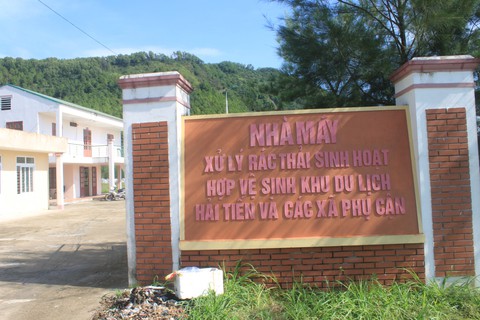 NHÀ MÁY
XỬ LÝ RÁC THẢI SINH HOẠT
HỢP VỆ SINH KHU DU LỊCH
HẢI TIẾN VÀ CÁC XÃ PHỤ CẬN